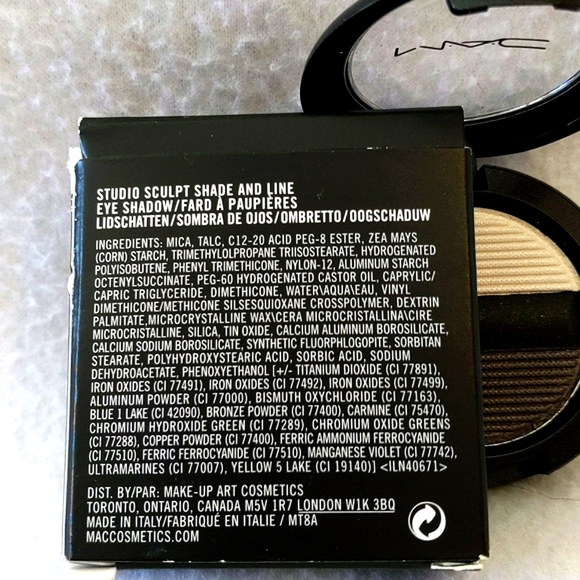 MAC
STUDIO SCULPT SHADE AND LINE
EYE SHADOW/FARD À PAUPIÈRES
LIDSCHATTEN/SOMBRA DE OJOS/OMBRETTO/OOGSCHADUW
INGREDIENTS: MICA, TALC, C12-20 ACID PEG-8 ESTER, ZEA MAYS
(CORN) STARCH, TRIMETHYLOLPROPANE TRIISOSTEARATE, HYDROGENATED
POLYISOBUTENE, PHENYL TRIMETHICONE, NYLON-12, ALUMINUM STARCH
OCTENYLSUCCINATE, PEG-60 HYDROGENATED CASTOR OIL, CAPRYLIC/
CAPRIC TRIGLYCERIDE, DIMETHICONE, WATER\AQUA\EAU, VINYL
DIMETHICONE/METHICONE SILSESQUIOXANE CROSSPOLYMER, DEXTRIN
PALMITATE,MICROCRYSTALLINE WAX\CERA MICROCRISTALLINA\CIRE
MICROCRISTALLINE, SILICA, TIN OXIDE, CALCIUM ALUMINUM BOROSILICATE,
CALCIUM SODIUM BOROSILICATE, SYNTHETIC FLUORPHLOGOPITE, SORBITAN
STEARATE, POLYHYDROXYSTEARIC ACID, SORBIC ACID, SODIUM
DEHYDROACETATE, PHENOXYETHANOL [+/- TITANIUM DIOXIDE (CI 77891),
IRON OXIDES (CI 77491), IRON OXIDES (CI 77492), IRON OXIDES (CI 77499),
ALUMINUM POWDER (CI 77000), BISMUTH OXYCHLORIDE (CI 77163),
BLUE 1 LAKE (CI 42090), BRONZE POWDER (CI 77400), CARMINE (CI 75470),
CHROMIUM HYDROXIDE GREEN (CI 77289), CHROMIUM OXIDE GREENS
(CI 77288), COPPER POWDER (CI 77400), FERRIC AMMONIUM FERROCYANIDE
(CI 77510), FERRIC FERROCYANIDE (CI 77510), MANGANESE VIOLET (CI 77742),
ULTRAMARINES (CI 77007), YELLOW 5 LAKE (CI 19140)] <ILN40671>
DIST. BY/PAR: MAKE-UP ART COSMETICS
TORONTO, ONTARIO, CANADA M5V 1R7 LONDON W1K 3BQ
MADE IN ITALY/FABRIQUÉ EN ITALIE / MT8A
MACCOSMETICS.COM